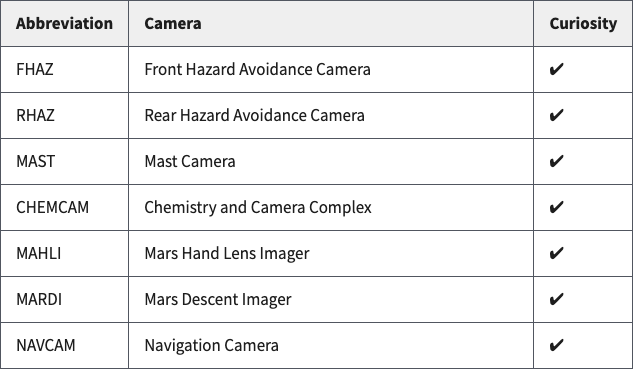 Abbreviation Camera Curiosity
FHAZ Front Hazard Avoidance Camera ✔
RHAZ Rear Hazard Avoidance Camera ✔
MAST Mast Camera ✔
CHEMCAM Chemistry and Camera Complex ✔
MAHLI Mars Hand Lens Imager ✔
MARDI Mars Descent Imager ✔
NAVCAM Navigation Camera ✔